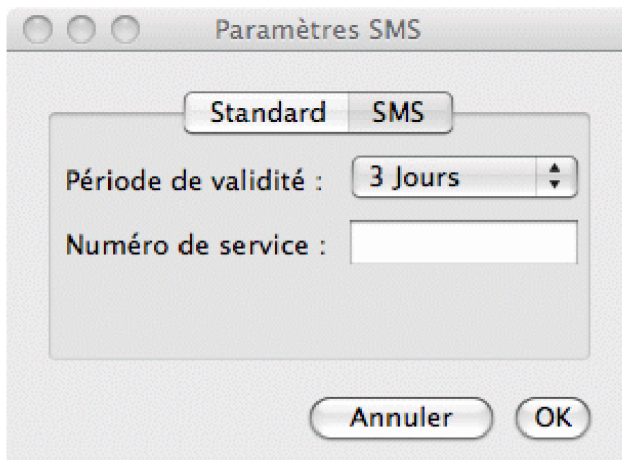 Paramètres SMS
Standard SMS
Période de validité : 3 Jours
Numéro de service :
Annuler OK